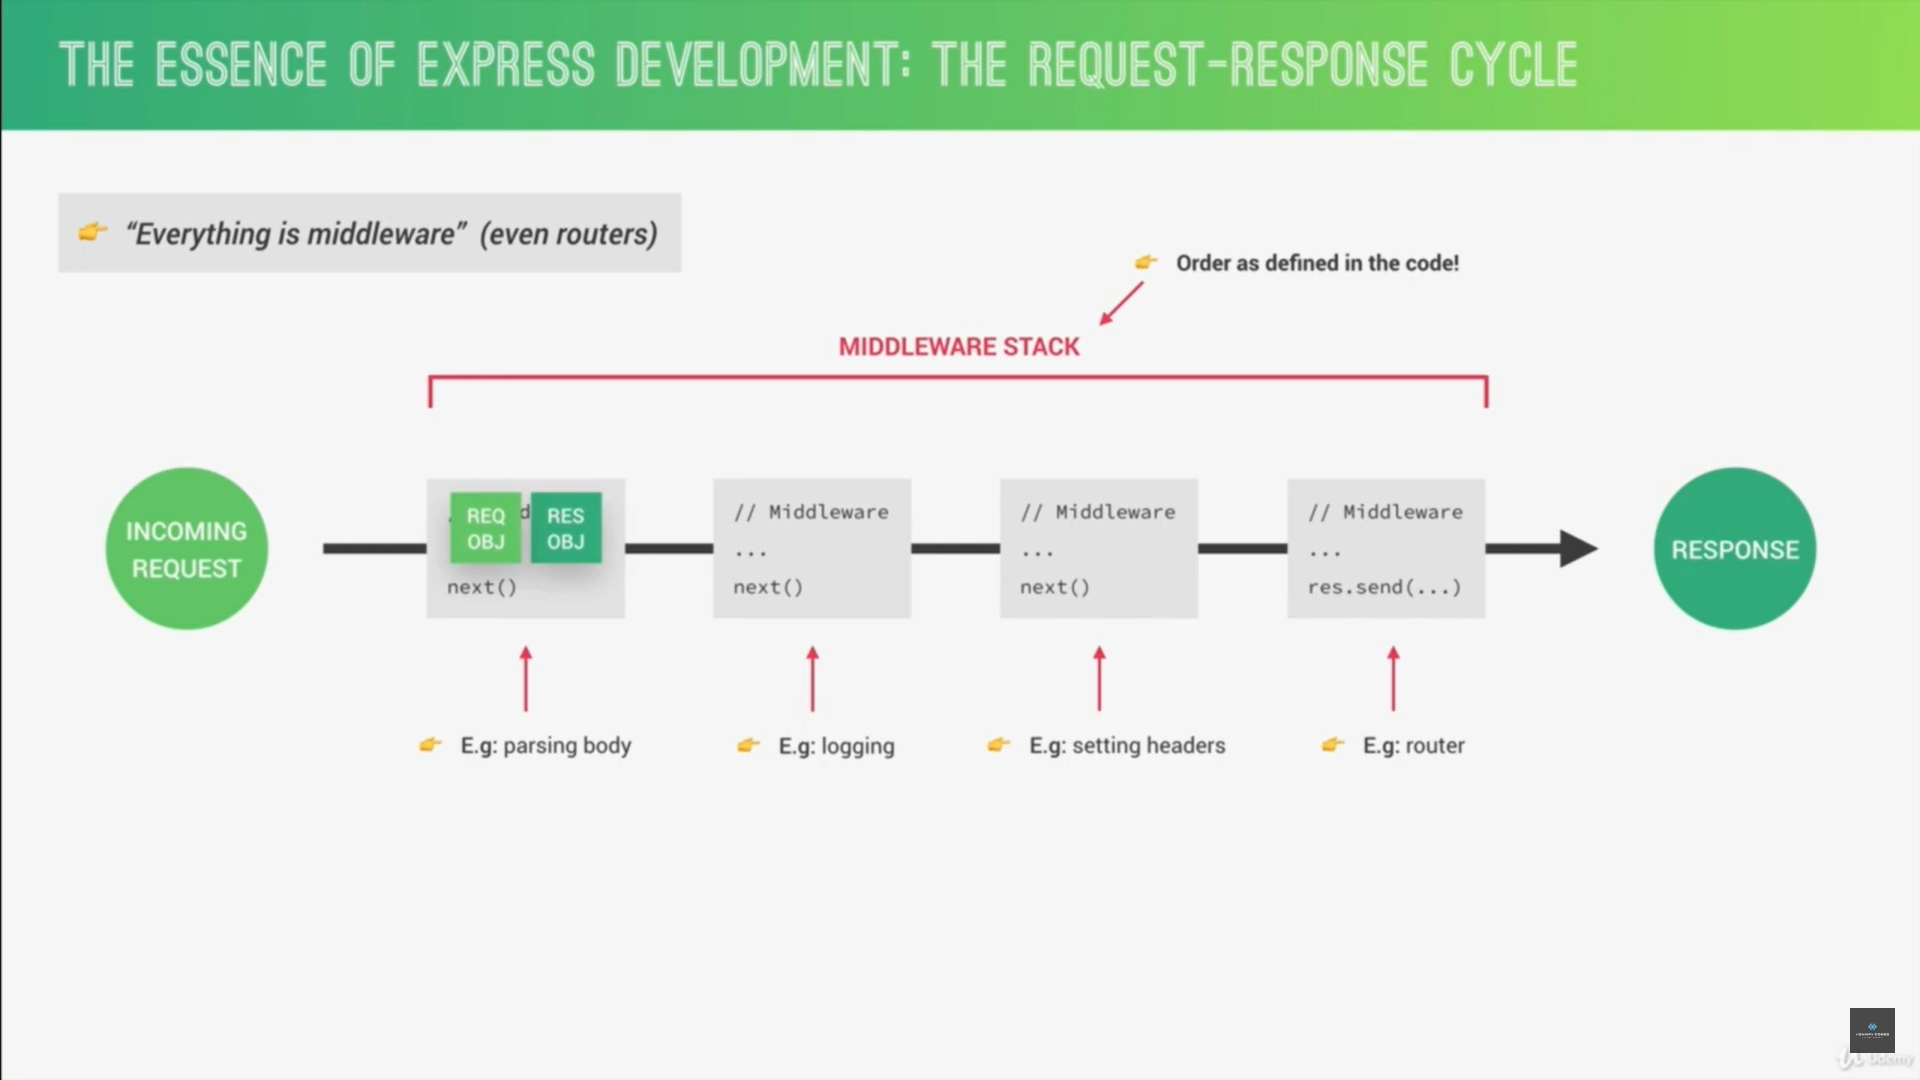 THE ESSENCE OF EXPRESS DEVELOPMENT: THE REQUEST-RESPONSE CYCLE
“Everything is middleware” (even routers)
Order as defined in the code!
MIDDLEWARE STACK
INCOMING
REQUEST
REQ
OBJ
RES
OBJ
next()
// Middleware
...
next()
// Middleware
...
next()
// Middleware
...
res.send(...)
RESPONSE
E.g: parsing body
E.g: logging
E.g: setting headers
E.g: router
Udemy